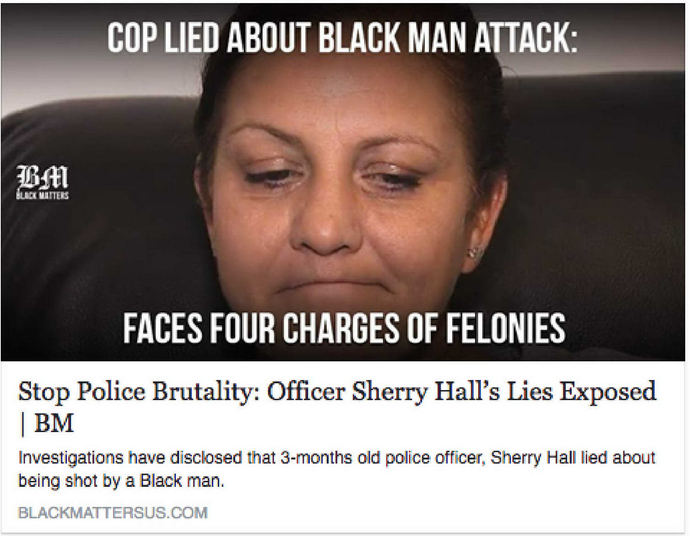 COP LIED ABOUT BLACK MAN ATTACK:
BM
BLACK MATTERS
FACES FOUR CHARGES OF FELONIES
Stop Police Brutality: Officer Sherry Hall's Lies Exposed
| BM
Investigations have disclosed that 3-months old police officer, Sherry Hall lied about
being shot by a Black man.
BLACKMATTERSUS.COM